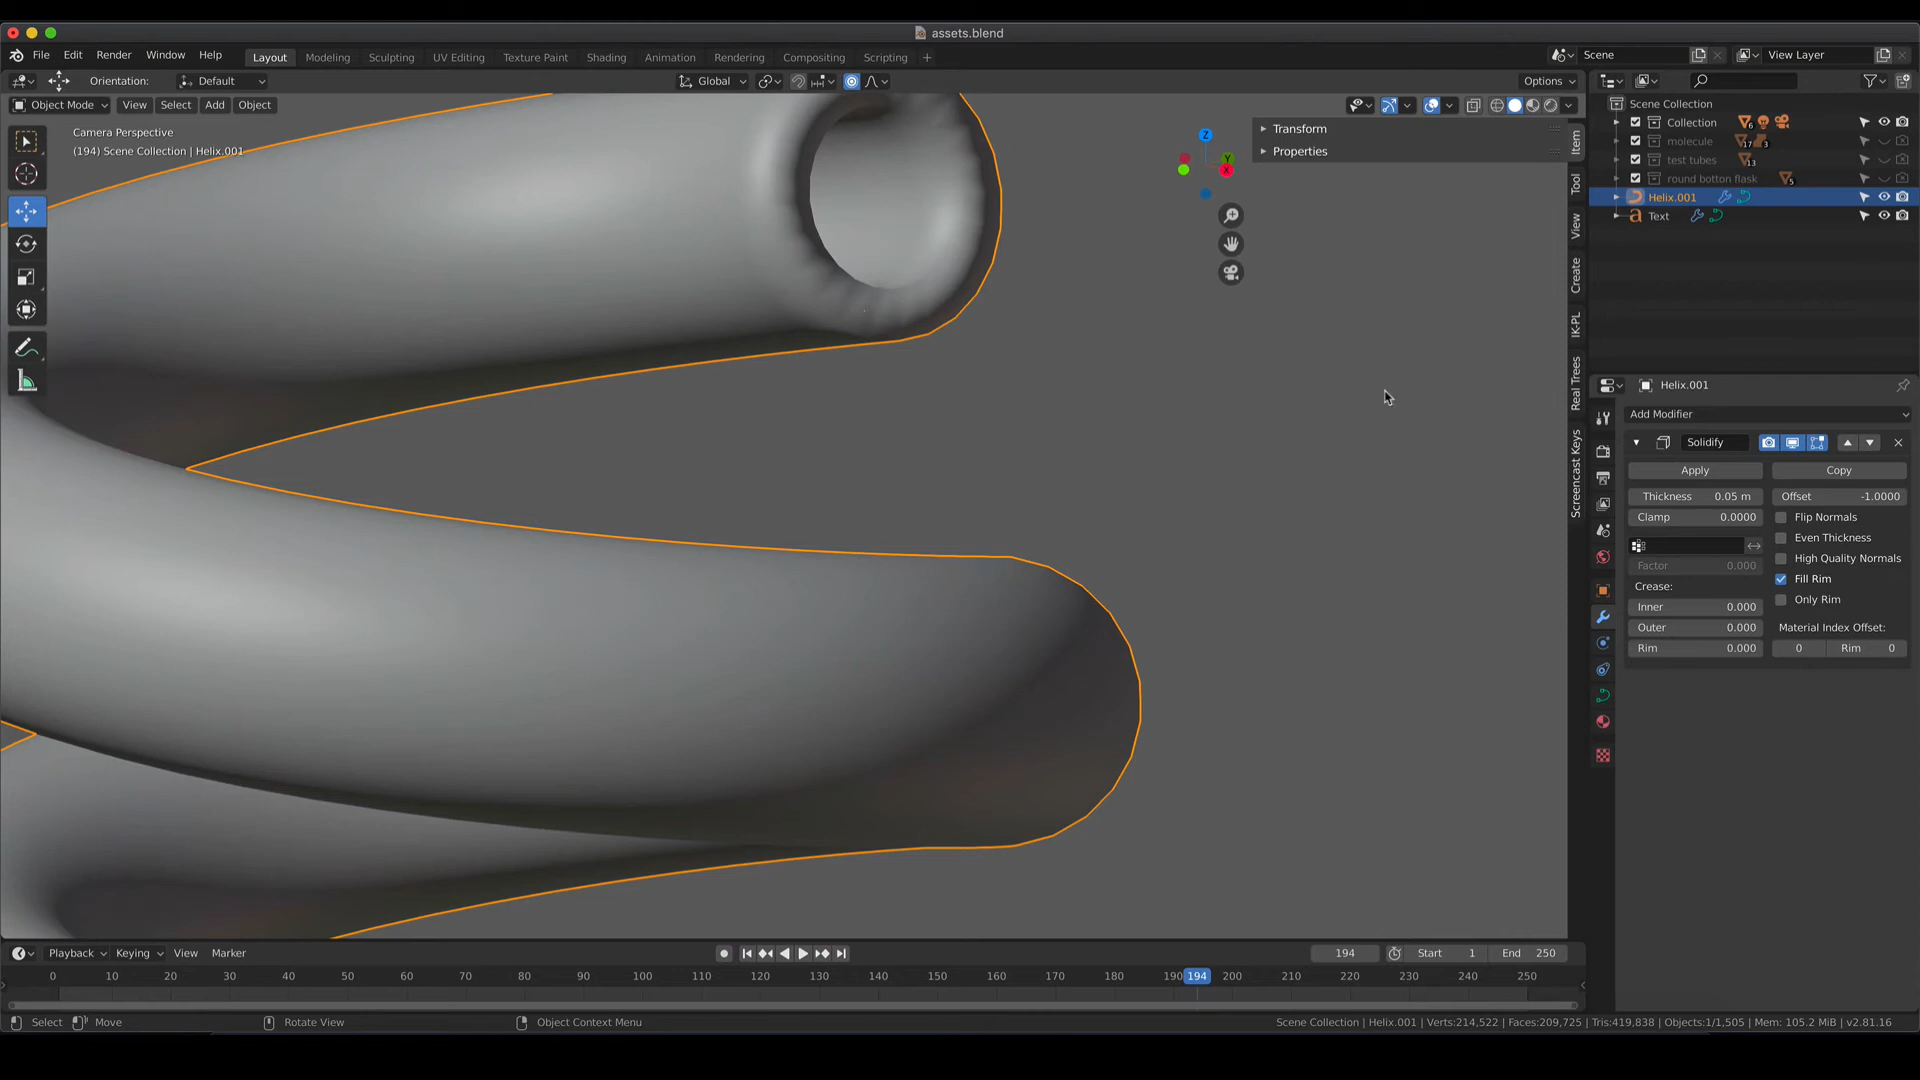 assets.blend
File Edit Render Window Help
Layout Modeling Sculpting UV Editing Texture Paint Shading Animation Rendering Compositing Scripting +
Scene
View Layer
Orientation: Default
Global
Options
Object Mode View Select Add Object
Camera Perspective
(194) Scene Collection | Helix.001
Z
Y
X
Transform
Properties
Item
Tool
View
Create
IK-PL
Real Trees
Screencast Keys
Scene Collection
Collection 6
molecule 17 3
test tubes 13
round botton flask 5
Helix.001
Text
Helix.001
Add Modifier
Solidify
Apply Copy
Thickness 0.05 m Offset -1.0000
Clamp 0.0000 Flip Normals
Even Thickness
High Quality Normals
Factor 0.000
Fill Rim
Crease:
Only Rim
Inner 0.000
Outer 0.000 Material Index Offset:
Rim 0.000 0 Rim 0
Playback Keying View Marker
194 Start 1 End 250
0 10 20 30 40 50 60 70 80 90 100 110 120 130 140 150 160 170 180 190 194 200 210 220 230 240 250
Select Move Rotate View Object Context Menu
Scene Collection | Helix.001 | Verts:214,522 | Faces:209,725 | Tris:419,838 | Objects:1/1,505 | Mem: 105.2 MiB | v2.81.16